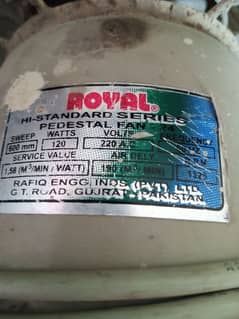 ROYAL®
HI-STANDARD SERIES
PEDESTAL FAN - 24
SWEEP WATTS VOLTS
600 mm 120 220 A.C
SERVICE VALUE AIR DELY
1.58 (M³/MIN / WATT) 190 (M³/MIN)
RAFIQ ENGG. INDS (PVT) LTD.
G.T. ROAD, GUJRAT - PAKISTAN